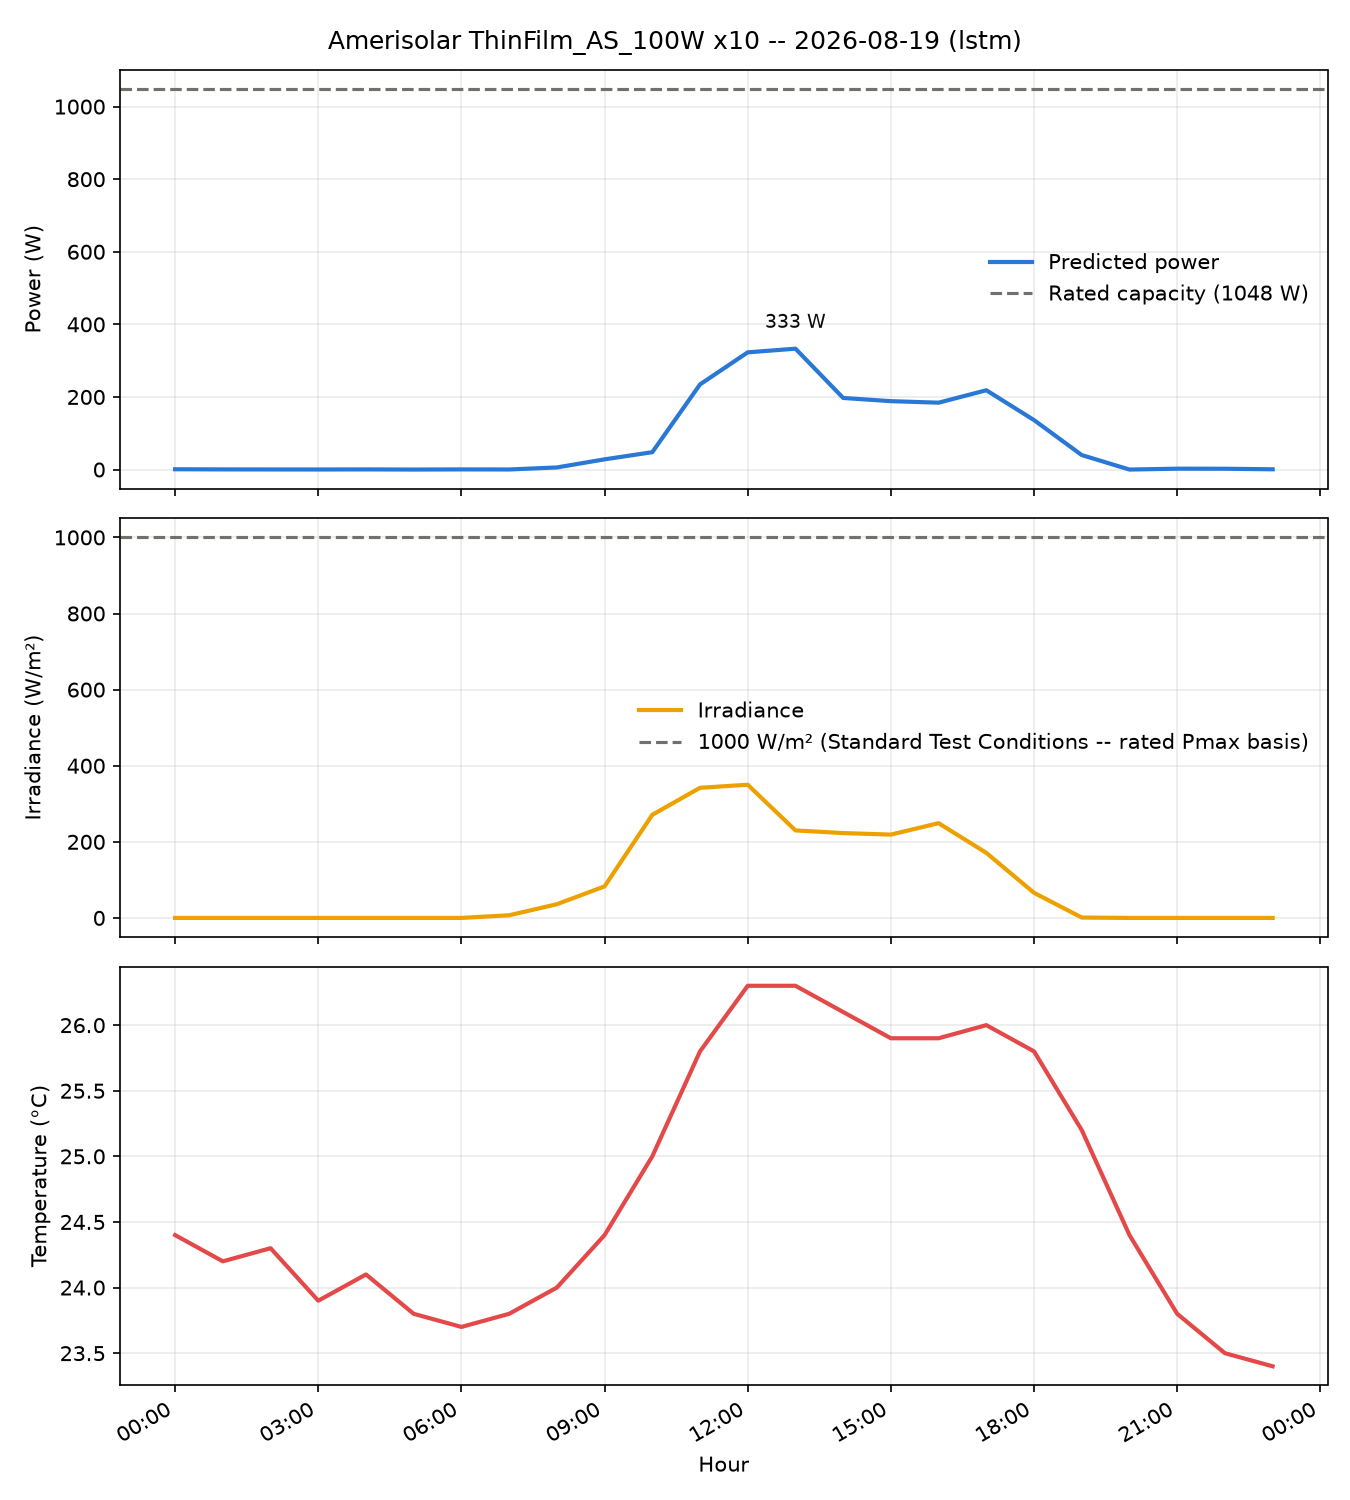 Amerisolar ThinFilm_AS_100W x10 -- 2026-08-19 (lstm)
Power (W)
1000
800
600
400
200
0
333 W
Predicted power
Rated capacity (1048 W)
Irradiance (W/m²)
1000
800
600
400
200
0
Irradiance
1000 W/m² (Standard Test Conditions -- rated Pmax basis)
Temperature (°C)
26.0
25.5
25.0
24.5
24.0
23.5
00:00 03:00 06:00 09:00 12:00 15:00 18:00 21:00 00:00
Hour